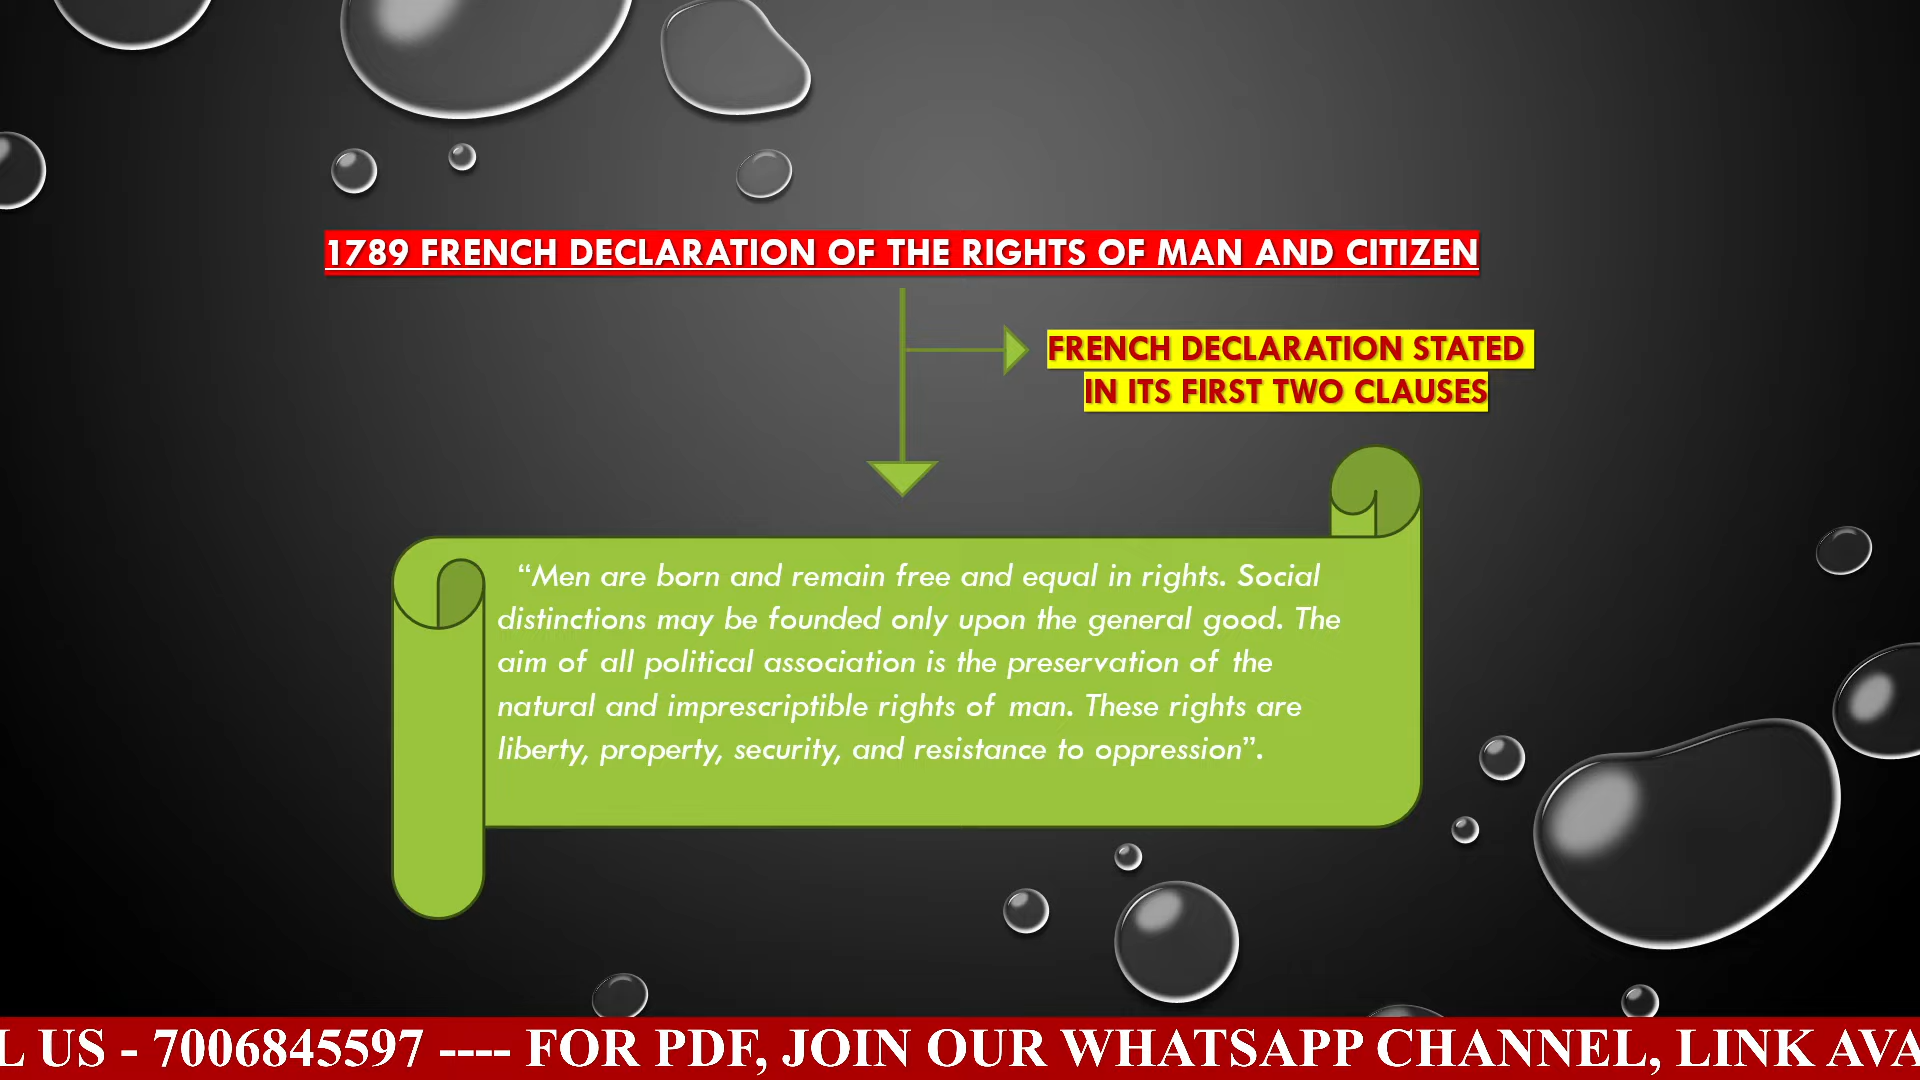 1789 FRENCH DECLARATION OF THE RIGHTS OF MAN AND CITIZEN
FRENCH DECLARATION STATED
IN ITS FIRST TWO CLAUSES
“Men are born and remain free and equal in rights. Social
distinctions may be founded only upon the general good. The
aim of all political association is the preservation of the
natural and imprescriptible rights of man. These rights are
liberty, property, security, and resistance to oppression”.
L US - 7006845597 ---- FOR PDF, JOIN OUR WHATSAPP CHANNEL, LINK AVA